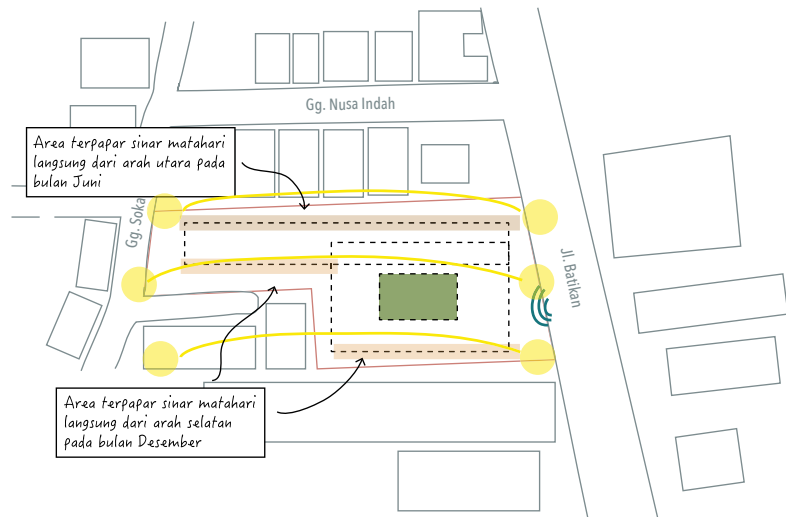 Gg. Nusa Indah
Area terpapar sinar matahari
langsung dari arah utara pada
bulan Juni
Gg. Soka
Jl. Batikan
Area terpapar sinar matahari
langsung dari arah selatan
pada bulan Desember